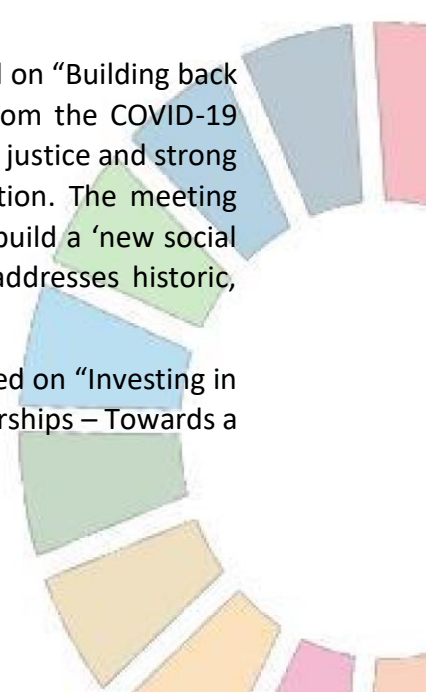 on “Building back
om the COVID-19
justice and strong
tion. The meeting
build a ‘new social
addresses historic,
ed on “Investing in
rships – Towards a